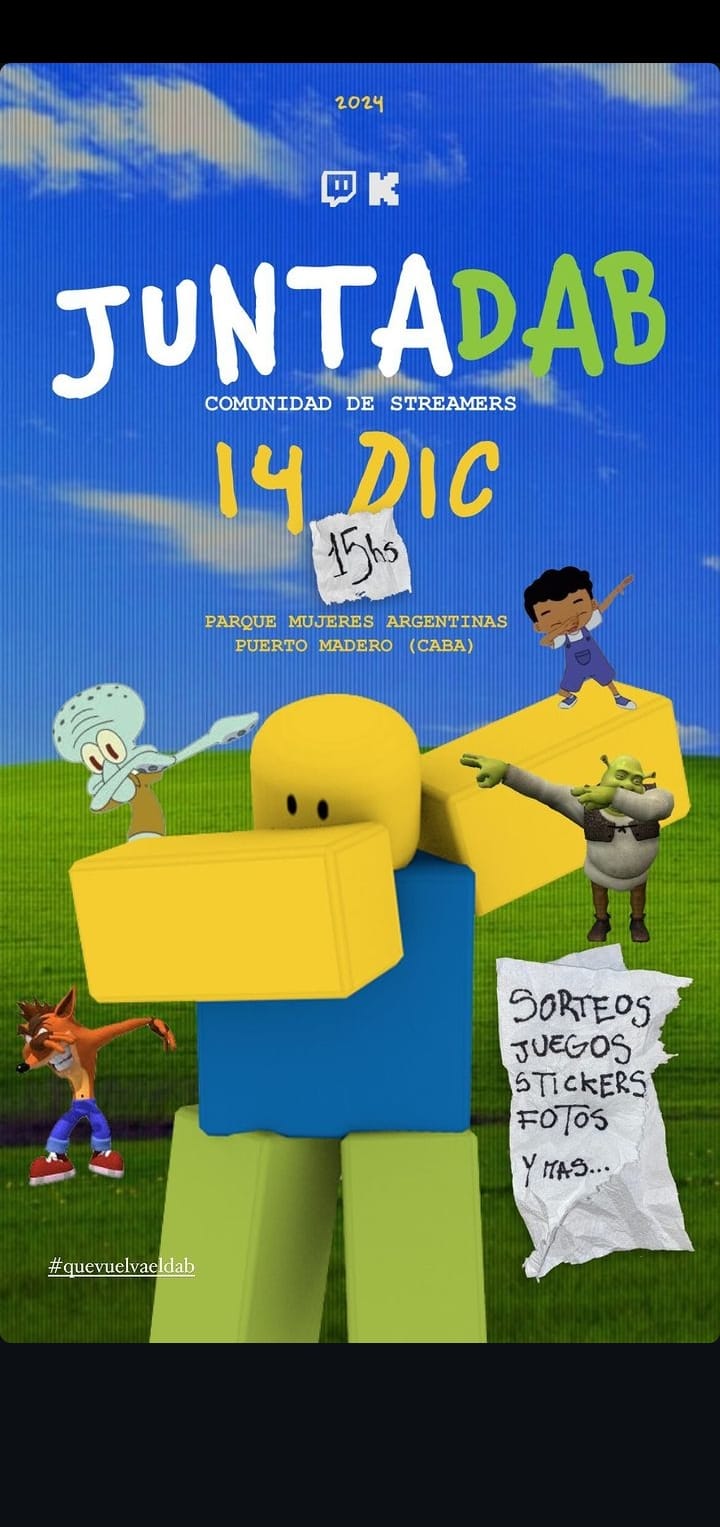 2024
JUNTADAB
COMUNIDAD DE STREAMERS
14 DIC
15hs
PARQUE MUJERES ARGENTINAS
PUERTO MADERO (CABA)
SORTEOS
JUEGOS
STICKERS
FOTOS
Y MAS...
#quevuelvaeldab